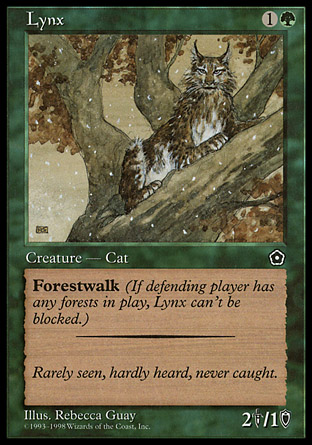 Lynx 1
Creature — Cat
Forestwalk (If defending player has
any forests in play, Lynx can't be
blocked.)
Rarely seen, hardly heard, never caught.
Illus. Rebecca Guay
©1993-1998 Wizards of the Coast, Inc. 2/1